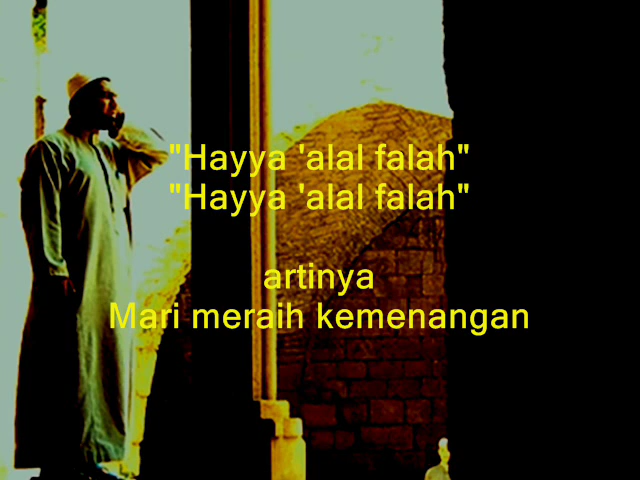 "Hayya 'alal falah"
"Hayya 'alal falah"
artinya
Mari meraih kemenangan